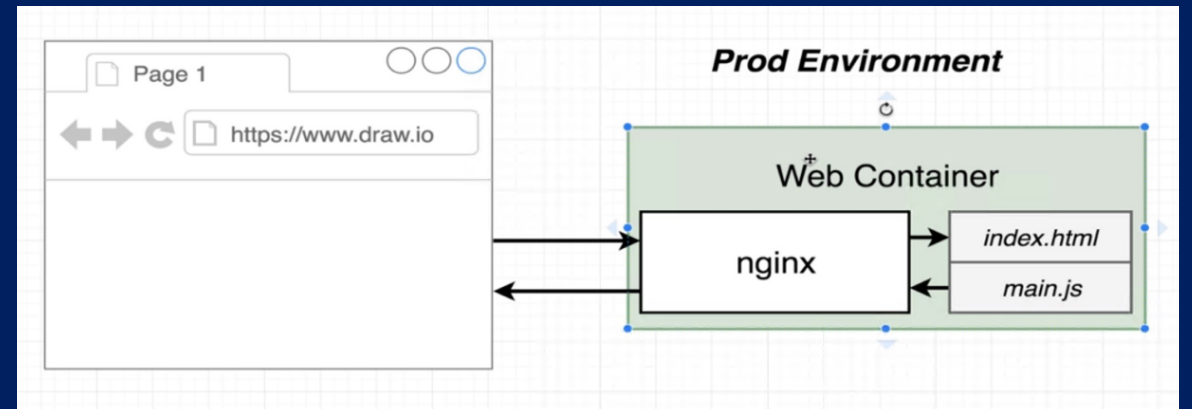 Page 1
https://www.draw.io
Prod Environment
Web Container
nginx
index.html
main.js